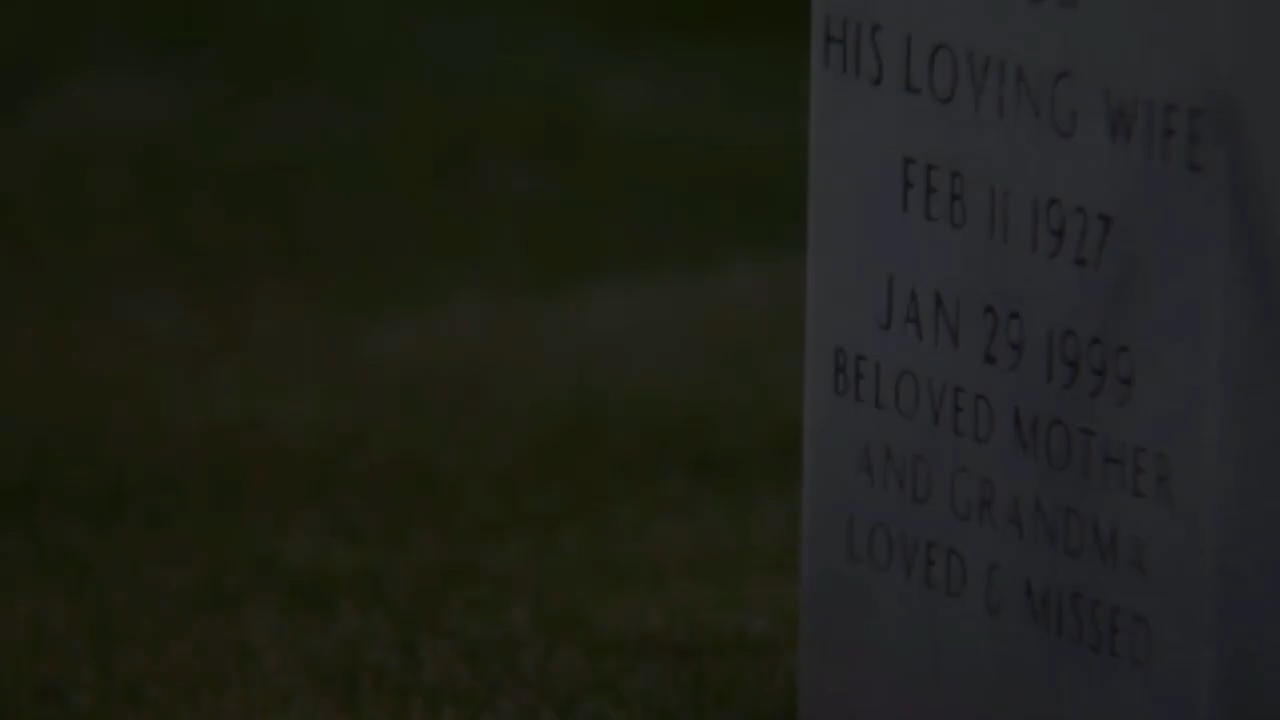 HIS LOVING WIFE
FEB 11 1927
JAN 29 1999
BELOVED MOTHER
AND GRANDMA
LOVED & MISSED